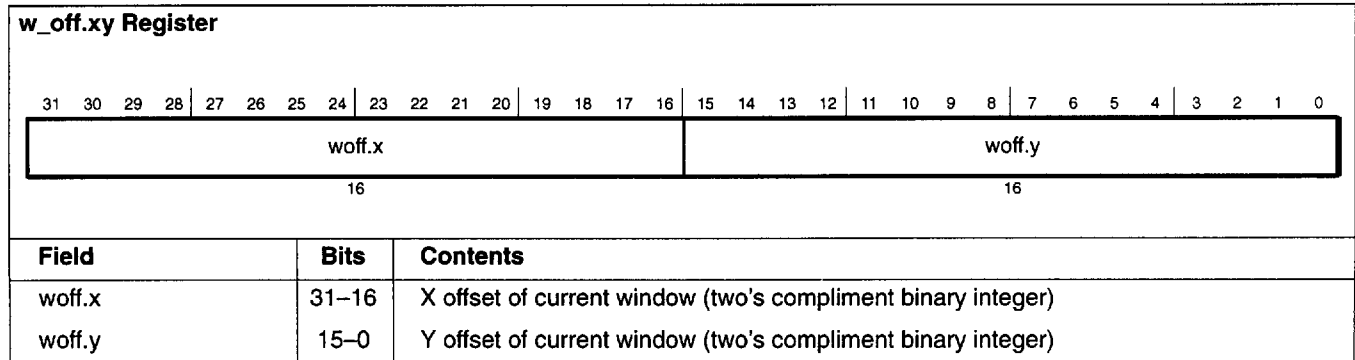 w_off.xy Register
31 30 29 28 27 26 25 24 23 22 21 20 19 18 17 16 15 14 13 12 11 10 9 8 7 6 5 4 3 2 1 0
woff.x woff.y
16 16
Field Bits Contents
woff.x 31–16 X offset of current window (two's compliment binary integer)
woff.y 15–0 Y offset of current window (two's compliment binary integer)